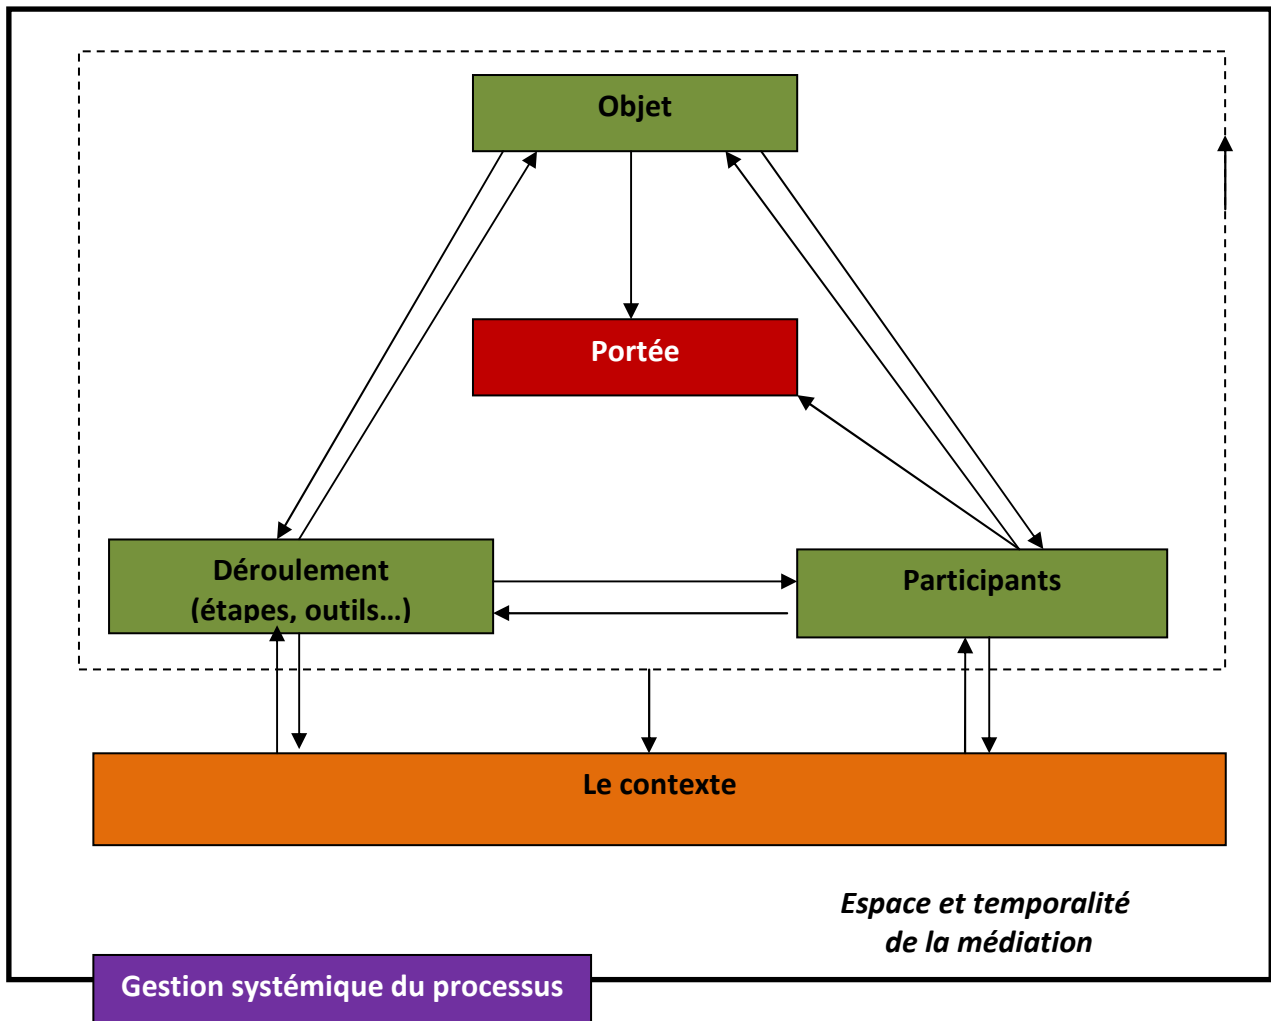 Objet
Portée
Déroulement
(étapes, outils…)
Participants
Le contexte
Espace et temporalité
de la médiation
Gestion systémique du processus